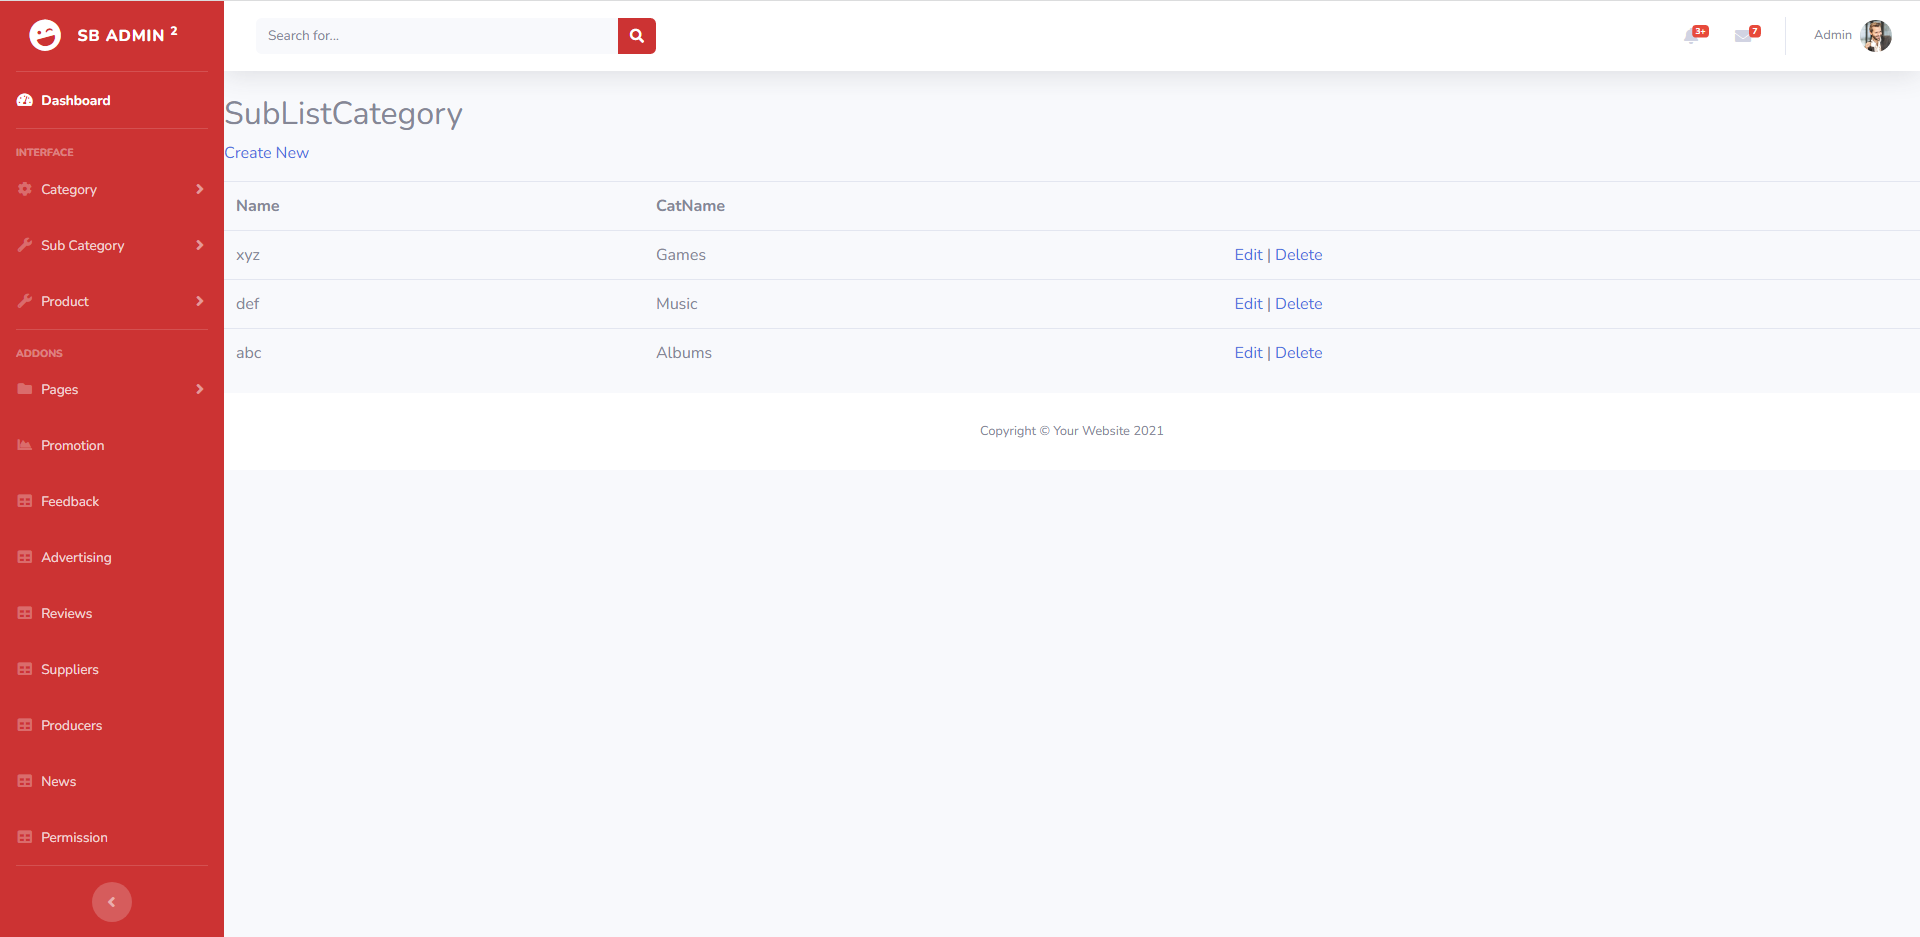 SB ADMIN 2
Search for...
3+
7
Admin
Dashboard
INTERFACE
Category
Sub Category
Product
ADDONS
Pages
Promotion
Feedback
Advertising
Reviews
Suppliers
Producers
News
Permission
SubListCategory
Create New
Name CatName
xyz Games Edit | Delete
def Music Edit | Delete
abc Albums Edit | Delete
Copyright © Your Website 2021